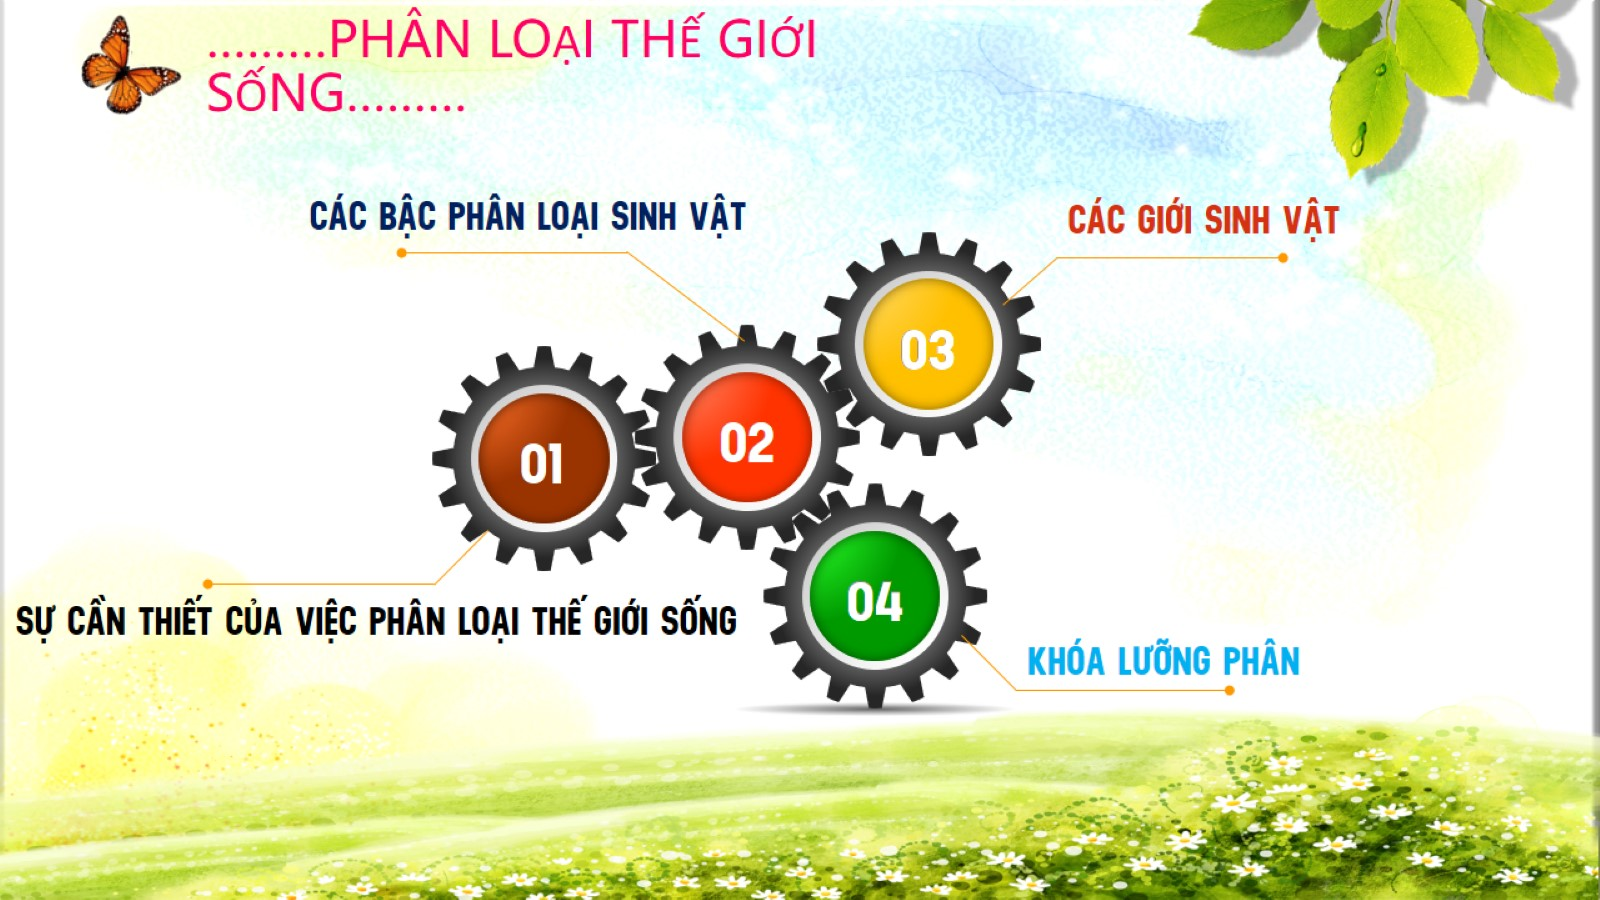 .........PHÂN LOẠI THẾ GIỚI
SỐNG.........
CÁC BẬC PHÂN LOẠI SINH VẬT
CÁC GIỚI SINH VẬT
03
02
01
04
SỰ CẦN THIẾT CỦA VIỆC PHÂN LOẠI THẾ GIỚI SỐNG
KHÓA LƯỠNG PHÂN